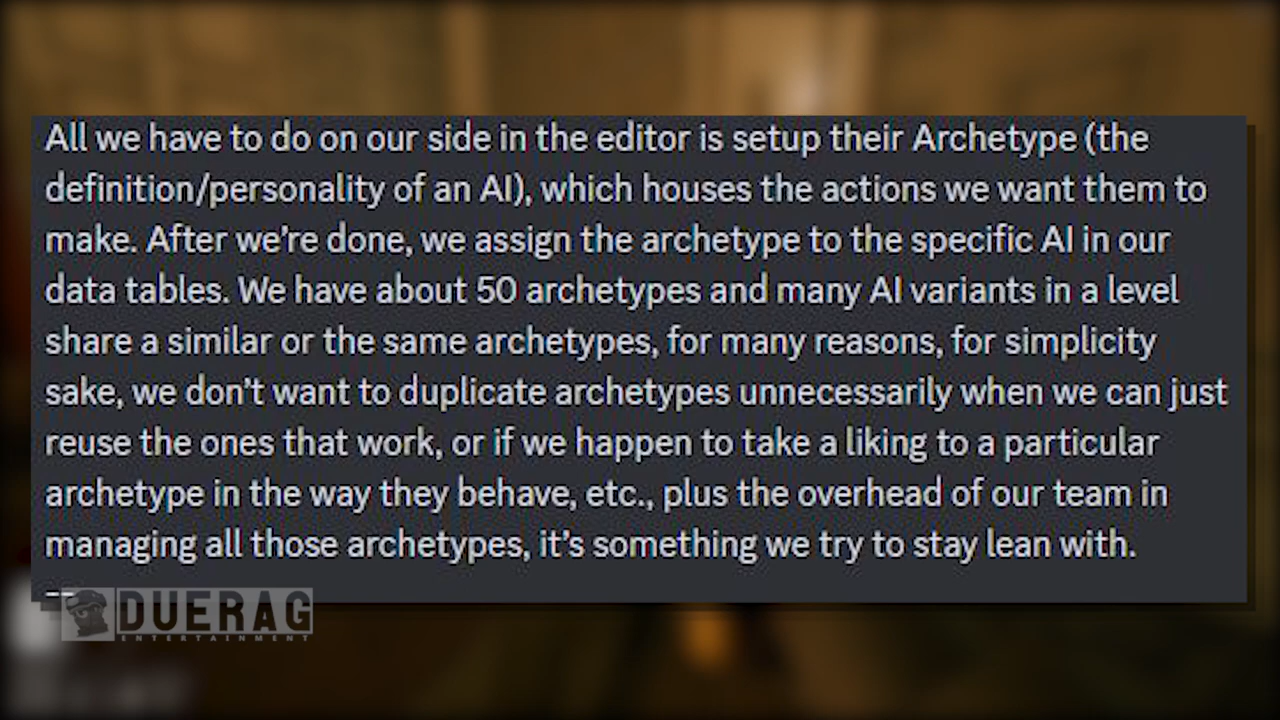 All we have to do on our side in the editor is setup their Archetype (the
definition/personality of an AI), which houses the actions we want them to
make. After we're done, we assign the archetype to the specific AI in our
data tables. We have about 50 archetypes and many AI variants in a level
share a similar or the same archetypes, for many reasons, for simplicity
sake, we don't want to duplicate archetypes unnecessarily when we can just
reuse the ones that work, or if we happen to take a liking to a particular
archetype in the way they behave, etc., plus the overhead of our team in
managing all those archetypes, it's something we try to stay lean with.
--
DUERAG
ENTERTAINMENT